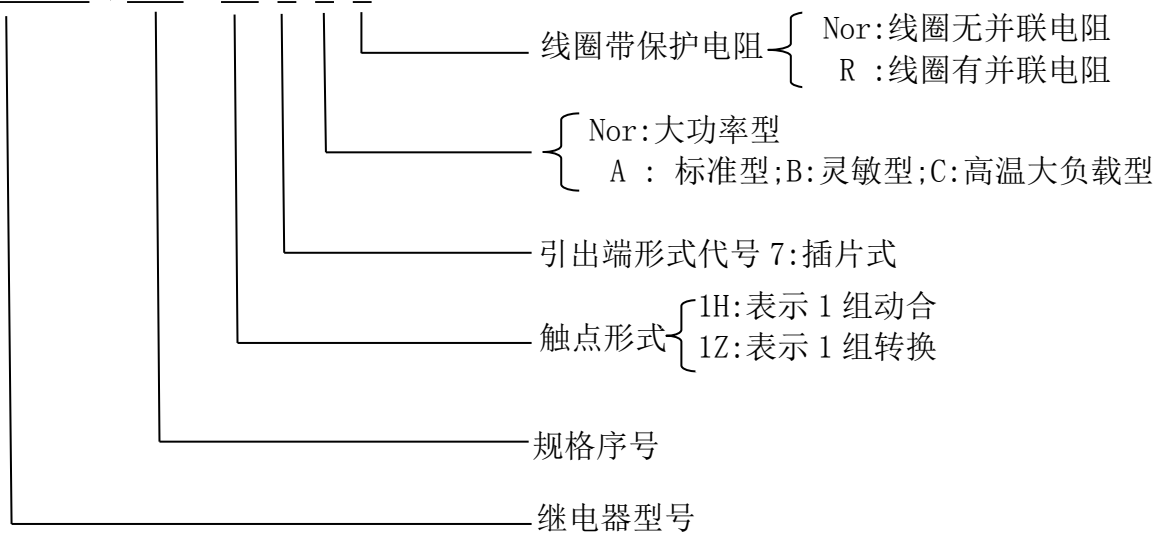 线圈带保护电阻
Nor:线圈无并联电阻
R :线圈有并联电阻
Nor:大功率型
A : 标准型;B:灵敏型;C:高温大负载型
引出端形式代号 7:插片式
触点形式
1H:表示 1 组动合
1Z:表示 1 组转换
规格序号
继电器型号